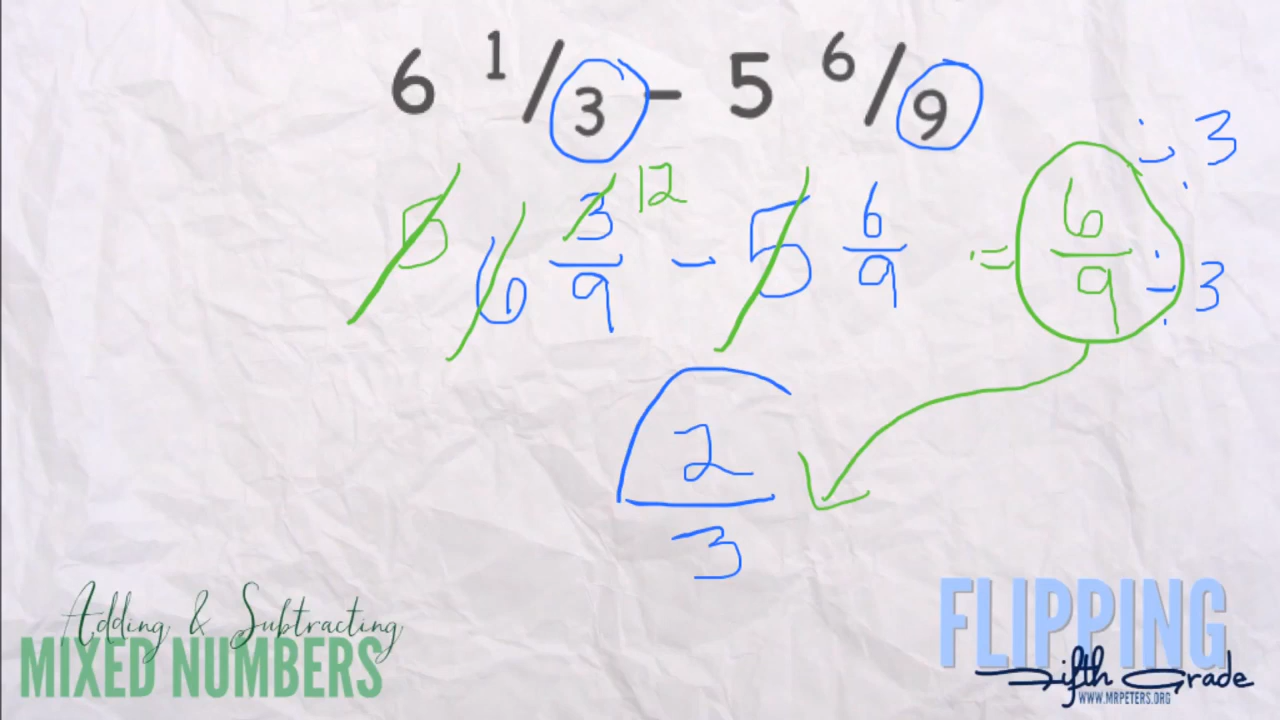 6 1/3 - 5 6/9
÷ 3
12
5 6 3/9 - 5 6/9 = 6/9 ÷ 3
2/3
Adding & Subtracting
MIXED NUMBERS
FLIPPING
Fifth Grade
WWW.MRPETERS.ORG